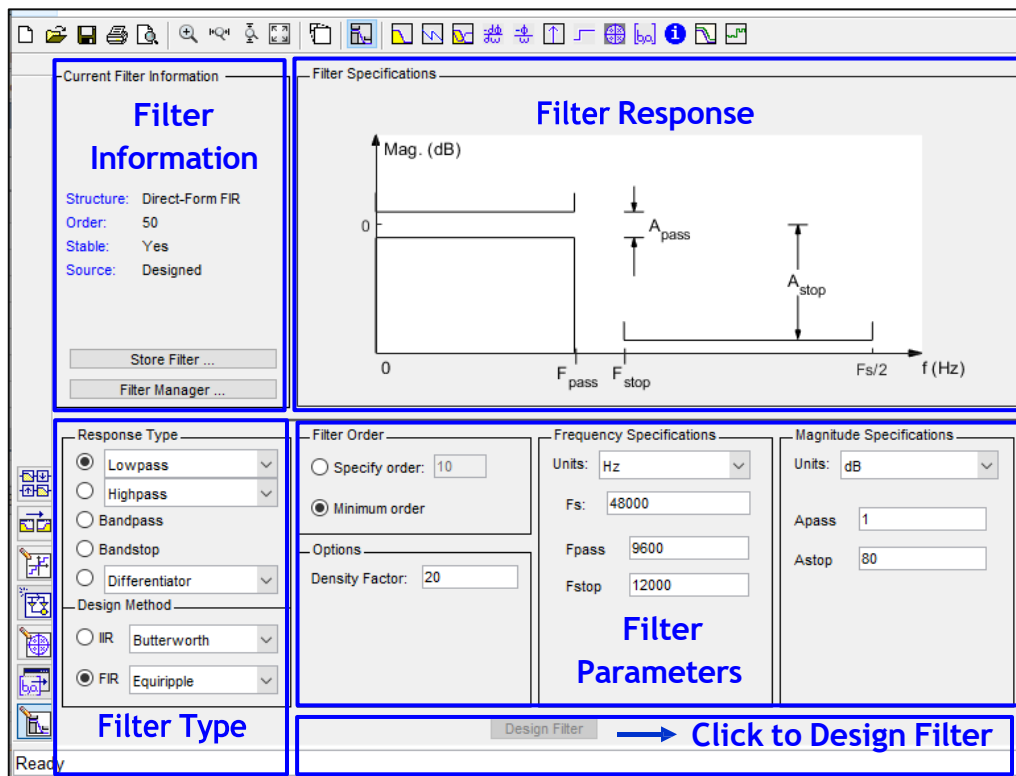 Current Filter Information
Filter
Information
Structure: Direct-Form FIR
Order: 50
Stable: Yes
Source: Designed
Store Filter ...
Filter Manager ...
Filter Specifications
Filter Response
Mag. (dB)
0
A pass
A stop
0
F pass
F stop
Fs/2
f (Hz)
Response Type
Lowpass
Highpass
Bandpass
Bandstop
Differentiator
Design Method
IIR Butterworth
FIR Equiripple
Filter Type
Filter Order
Specify order: 10
Minimum order
Options
Density Factor: 20
Frequency Specifications
Units: Hz
Fs: 48000
Fpass 9600
Fstop 12000
Filter
Parameters
Magnitude Specifications
Units: dB
Apass 1
Astop 80
Design Filter
Click to Design Filter
Ready